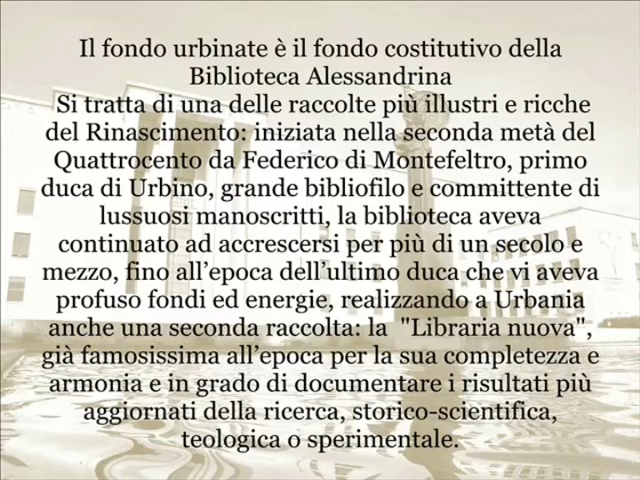 Il fondo urbinate è il fondo costitutivo della
Biblioteca Alessandrina
Si tratta di una delle raccolte più illustri e ricche
del Rinascimento: iniziata nella seconda metà del
Quattrocento da Federico di Montefeltro, primo
duca di Urbino, grande bibliofilo e committente di
lussuosi manoscritti, la biblioteca aveva
continuato ad accrescersi per più di un secolo e
mezzo, fino all’epoca dell’ultimo duca che vi aveva
profuso fondi ed energie, realizzando a Urbania
anche una seconda raccolta: la  "Libraria nuova",
già famosissima all’epoca per la sua completezza e
armonia e in grado di documentare i risultati più
aggiornati della ricerca, storico-scientifica,
teologica o sperimentale.